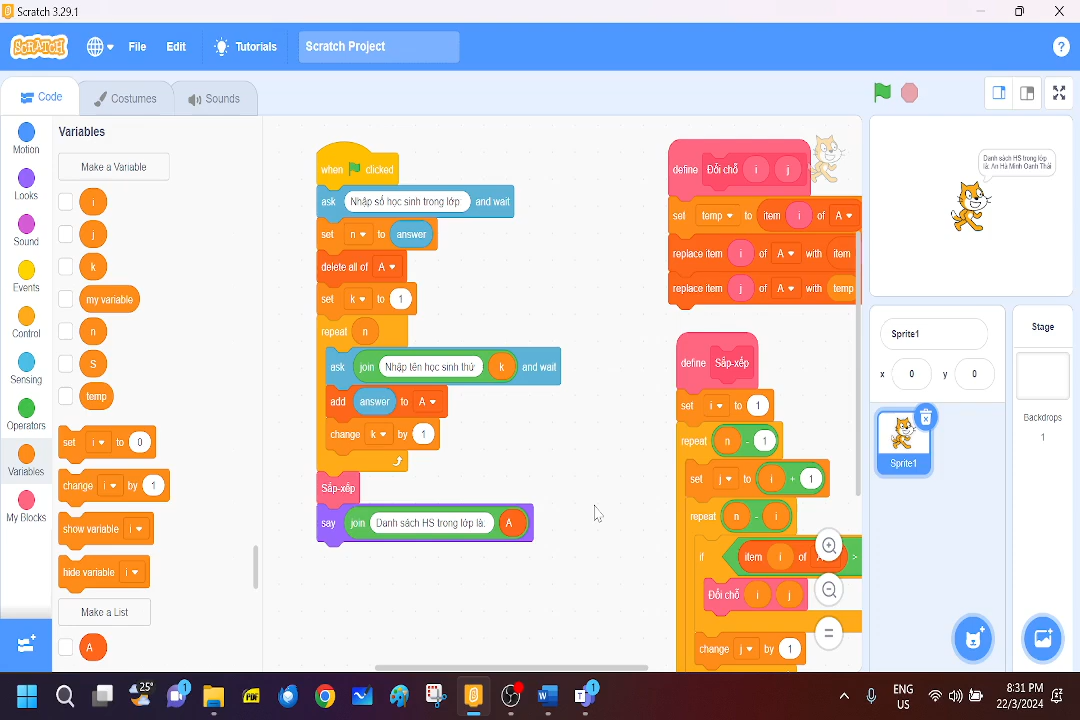 Scratch 3.29.1
SCRATCH
File
Edit
Tutorials
Scratch Project
Code
Costumes
Sounds
Motion
Looks
Sound
Events
Control
Sensing
Operators
Variables
My Blocks
Variables
Make a Variable
i
j
k
my variable
n
S
temp
set i to 0
change i by 1
show variable i
hide variable i
Make a List
A
when clicked
ask Nhập số học sinh trong lớp and wait
set n to answer
delete all of A
set k to 1
repeat n
ask join Nhập tên học sinh thứ k and wait
add answer to A
change k by 1
Sắp-xếp
say join Danh sách HS trong lớp là: A
define Đổi chỗ i j
set temp to item i of A
replace item i of A with item
replace item j of A with temp
define Sắp-xếp
set i to 1
repeat n - 1
set j to i + 1
repeat n - i
if item i of >
Đổi chỗ i j
change j by 1
Danh sách HS trong lớp
là: An Hà Minh Oanh Thái
Sprite1
x 0 y 0
Sprite1
Stage
Backdrops
1
25°
1
PDF
W
T
1
ENG
US
8:31 PM
22/3/2024